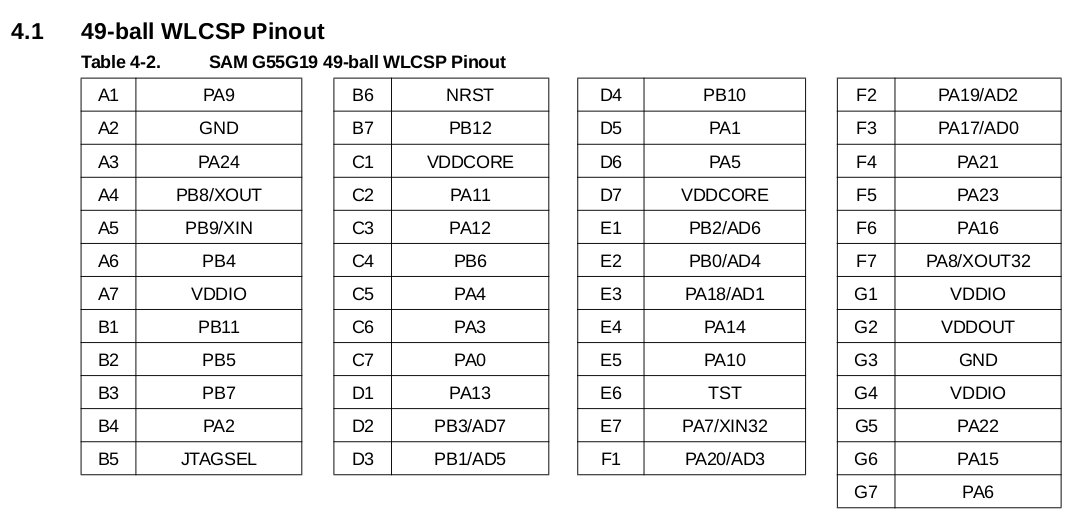 4.1 49-ball WLCSP Pinout
Table 4-2. SAM G55G19 49-ball WLCSP Pinout
A1 PA9 B6 NRST D4 PB10 F2 PA19/AD2
A2 GND B7 PB12 D5 PA1 F3 PA17/AD0
A3 PA24 C1 VDDCORE D6 PA5 F4 PA21
A4 PB8/XOUT C2 PA11 D7 VDDCORE F5 PA23
A5 PB9/XIN C3 PA12 E1 PB2/AD6 F6 PA16
A6 PB4 C4 PB6 E2 PB0/AD4 F7 PA8/XOUT32
A7 VDDIO C5 PA4 E3 PA18/AD1 G1 VDDIO
B1 PB11 C6 PA3 E4 PA14 G2 VDDOUT
B2 PB5 C7 PA0 E5 PA10 G3 GND
B3 PB7 D1 PA13 E6 TST G4 VDDIO
B4 PA2 D2 PB3/AD7 E7 PA7/XIN32 G5 PA22
B5 JTAGSEL D3 PB1/AD5 F1 PA20/AD3 G6 PA15
G7 PA6